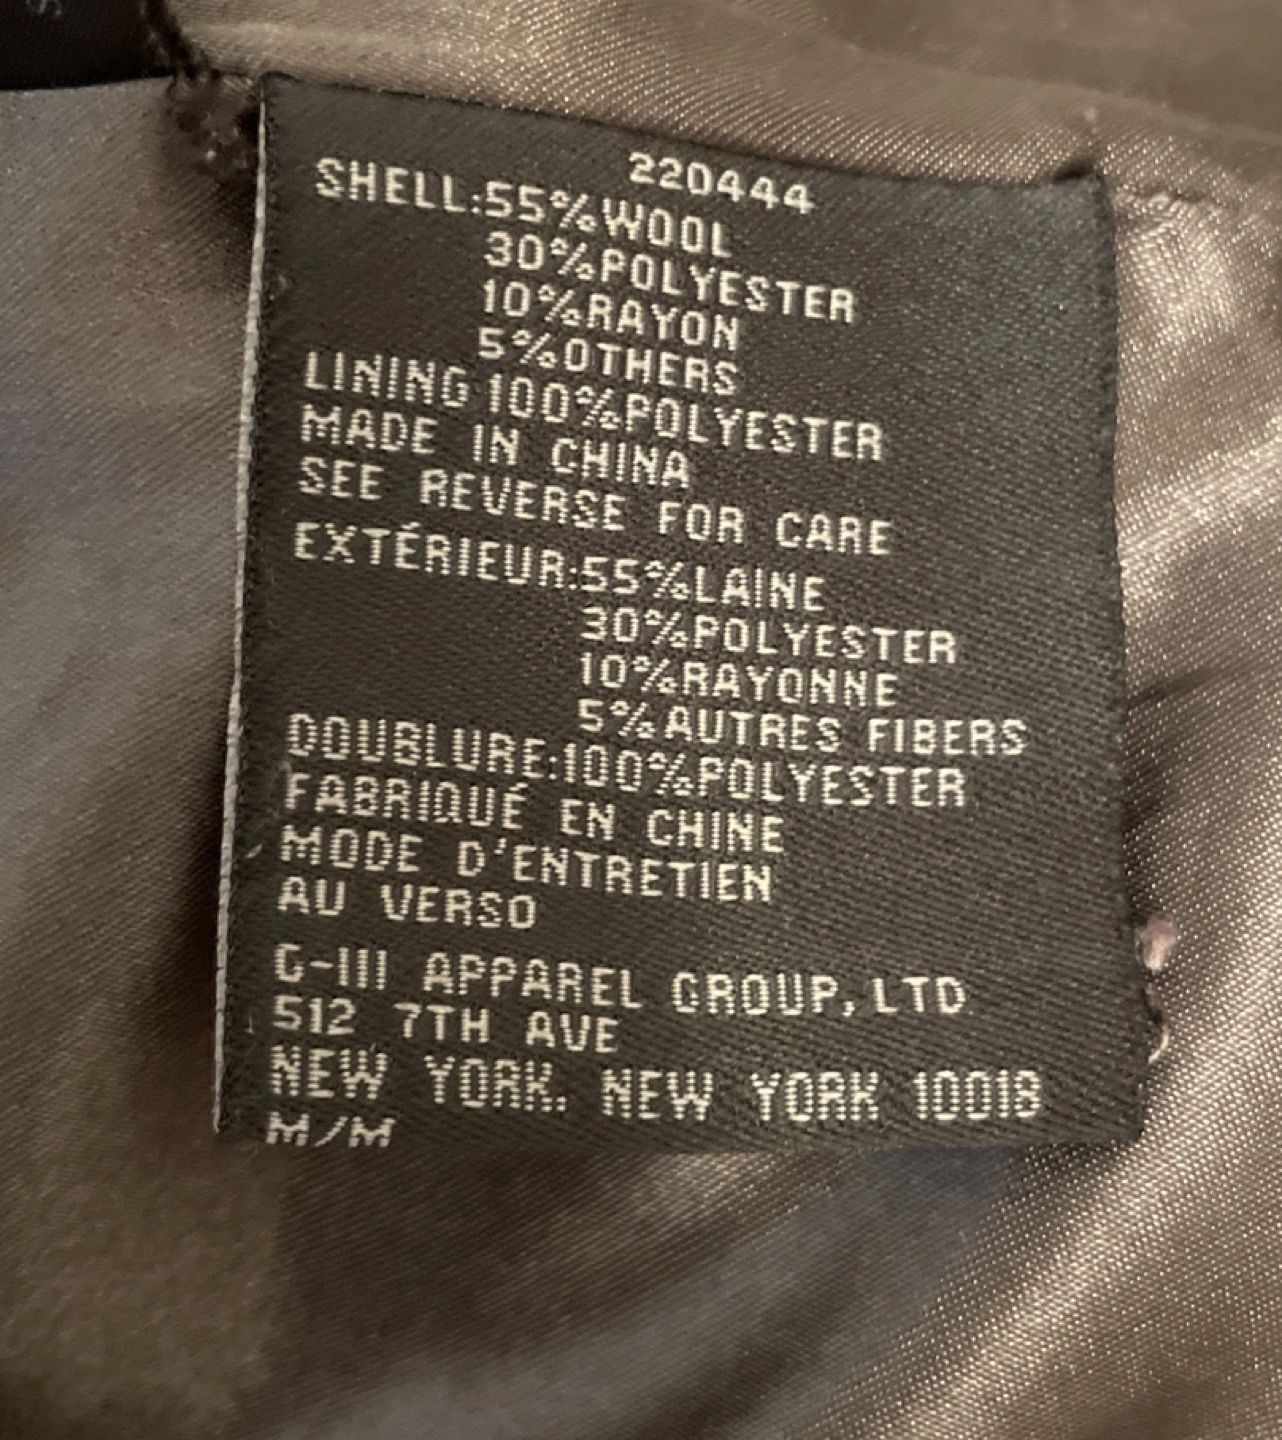 220444
SHELL:55%WOOL
30%POLYESTER
10%RAYON
5%OTHERS
LINING 100%POLYESTER
MADE IN CHINA
SEE REVERSE FOR CARE
EXTÉRIEUR:55%LAINE
30%POLYESTER
10%RAYONNE
5%AUTRES FIBERS
DOUBLURE:100%POLYESTER
FABRIQUÉ EN CHINE
MODE D'ENTRETIEN
AU VERSO
G-III APPAREL GROUP,LTD
512 7TH AVE
NEW YORK. NEW YORK 10018
M/M